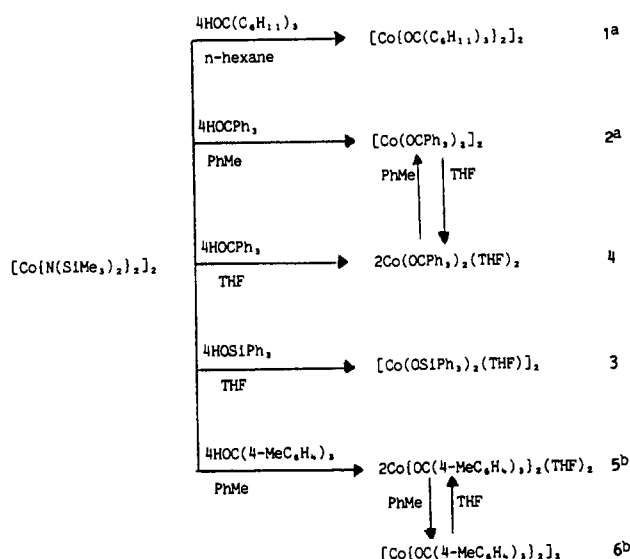 4HOC(C₆H₁₁)₃
n-hexane
[Co{OC(C₆H₁₁)₃}₂]₂
1ᵃ
4HOCPh₃
PhMe
[Co(OCPh₃)₂]₂
2ᵃ
PhMe
THF
[Co{N(SiMe₃)₂}₂]₂
4HOCPh₃
THF
2Co(OCPh₃)₂(THF)₂
4
4HOSiPh₃
THF
[Co(OSiPh₃)₂(THF)]₂
3
4HOC(4-MeC₆H₄)₃
PhMe
2Co{OC(4-MeC₆H₄)₃}₂(THF)₂
5ᵇ
PhMe
THF
[Co{OC(4-MeC₆H₄)₃}₂]₂
6ᵇ